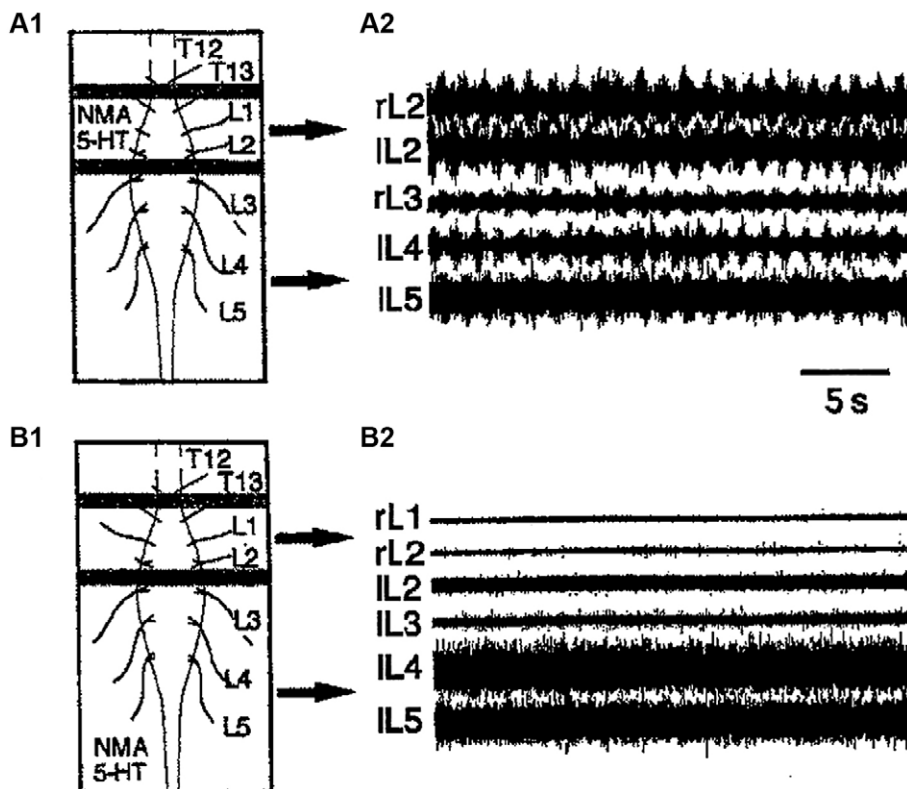 A1
T12
T13
NMA
5-HT
L1
L2
L3
L4
L5
A2
rL2
lL2
rL3
lL4
lL5
5 s
B1
T12
T13
L1
L2
L3
L4
L5
NMA
5-HT
B2
rL1
rL2
lL2
lL3
lL4
lL5